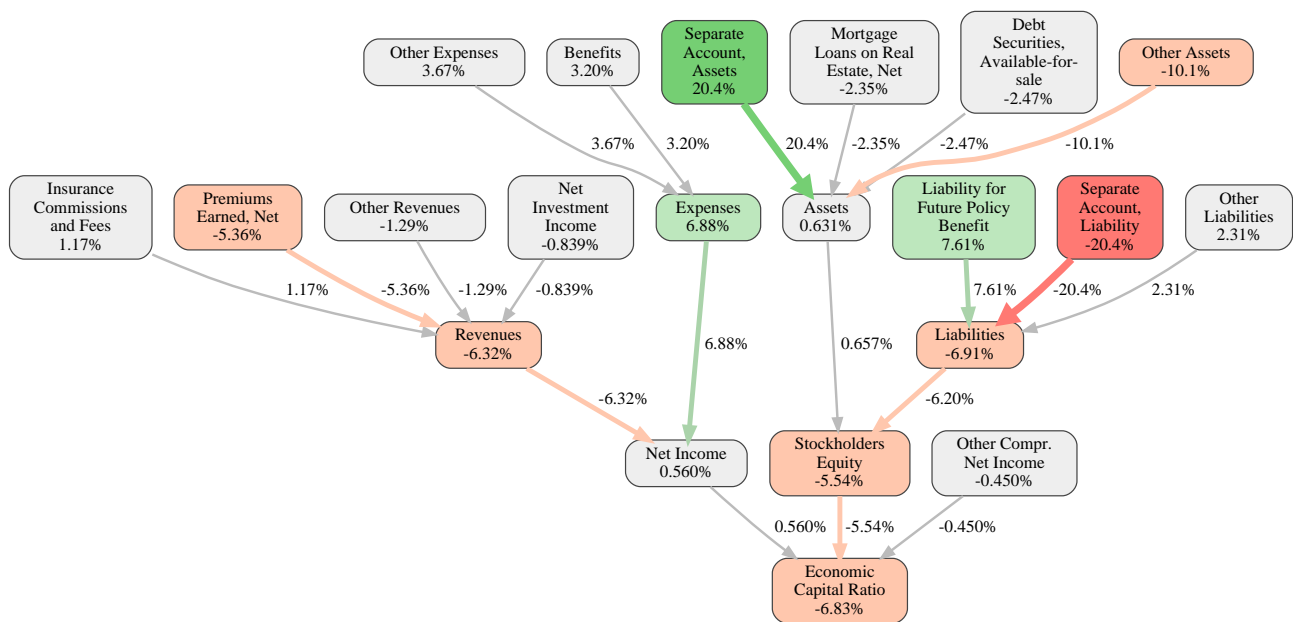 Other Expenses
3.67%
Benefits
3.20%
Separate
Account,
Assets
20.4%
Mortgage
Loans on Real
Estate, Net
-2.35%
Debt
Securities,
Available-for-
sale
-2.47%
Other Assets
-10.1%
3.67%
3.20%
20.4%
-2.35%
-2.47%
-10.1%
Insurance
Commissions
and Fees
1.17%
Premiums
Earned, Net
-5.36%
Other Revenues
-1.29%
Net
Investment
Income
-0.839%
Expenses
6.88%
Assets
0.631%
Liability for
Future Policy
Benefit
7.61%
Separate
Account,
Liability
-20.4%
Other
Liabilities
2.31%
1.17%
-5.36%
-1.29%
-0.839%
7.61%
-20.4%
2.31%
Revenues
-6.32%
6.88%
0.657%
Liabilities
-6.91%
-6.32%
-6.20%
Net Income
0.560%
Stockholders
Equity
-5.54%
Other Compr.
Net Income
-0.450%
0.560%
-5.54%
-0.450%
Economic
Capital Ratio
-6.83%